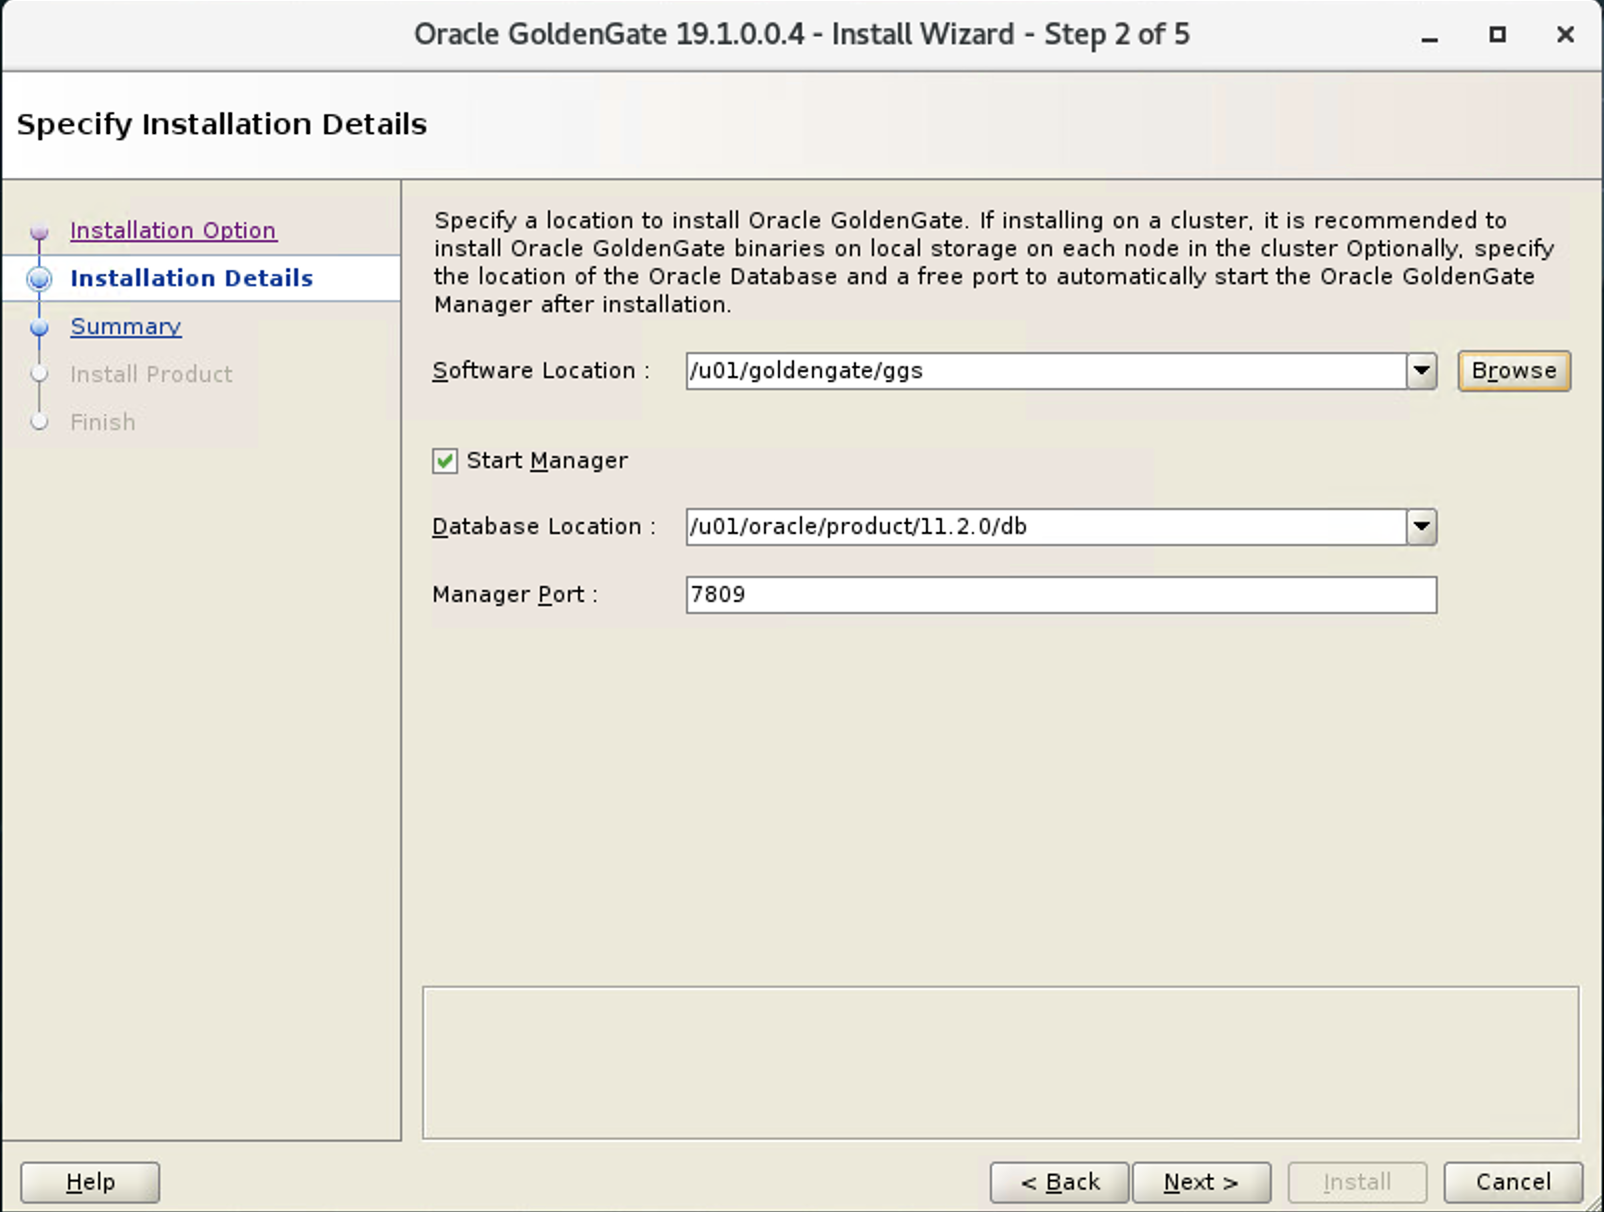 Oracle GoldenGate 19.1.0.0.4 - Install Wizard - Step 2 of 5
Specify Installation Details
Installation Option
Installation Details
Summary
Install Product
Finish
Specify a location to install Oracle GoldenGate. If installing on a cluster, it is recommended to
install Oracle GoldenGate binaries on local storage on each node in the cluster Optionally, specify
the location of the Oracle Database and a free port to automatically start the Oracle GoldenGate
Manager after installation.
Software Location : /u01/goldengate/ggs Browse
Start Manager
Database Location : /u01/oracle/product/11.2.0/db
Manager Port : 7809
Help < Back Next > Install Cancel